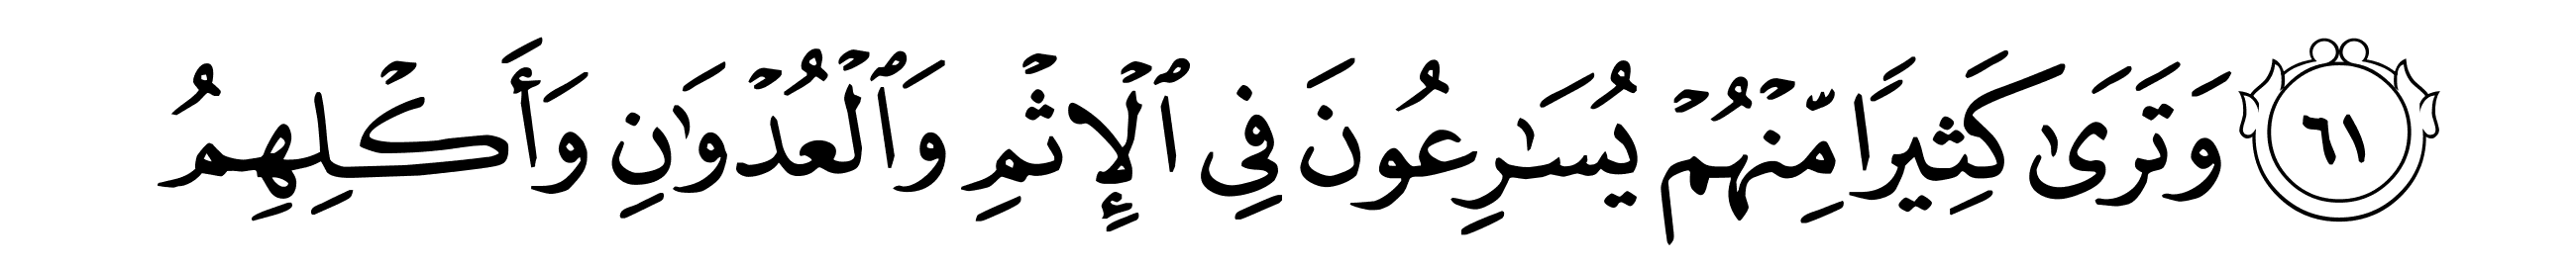 ٦١ وَتَرَىٰ كَثِيرًا مِّنۡهُمۡ يُسَٰرِعُونَ فِي ٱلۡإِثۡمِ وَٱلۡعُدۡوَٰنِ وَأَكۡلِهِمُ